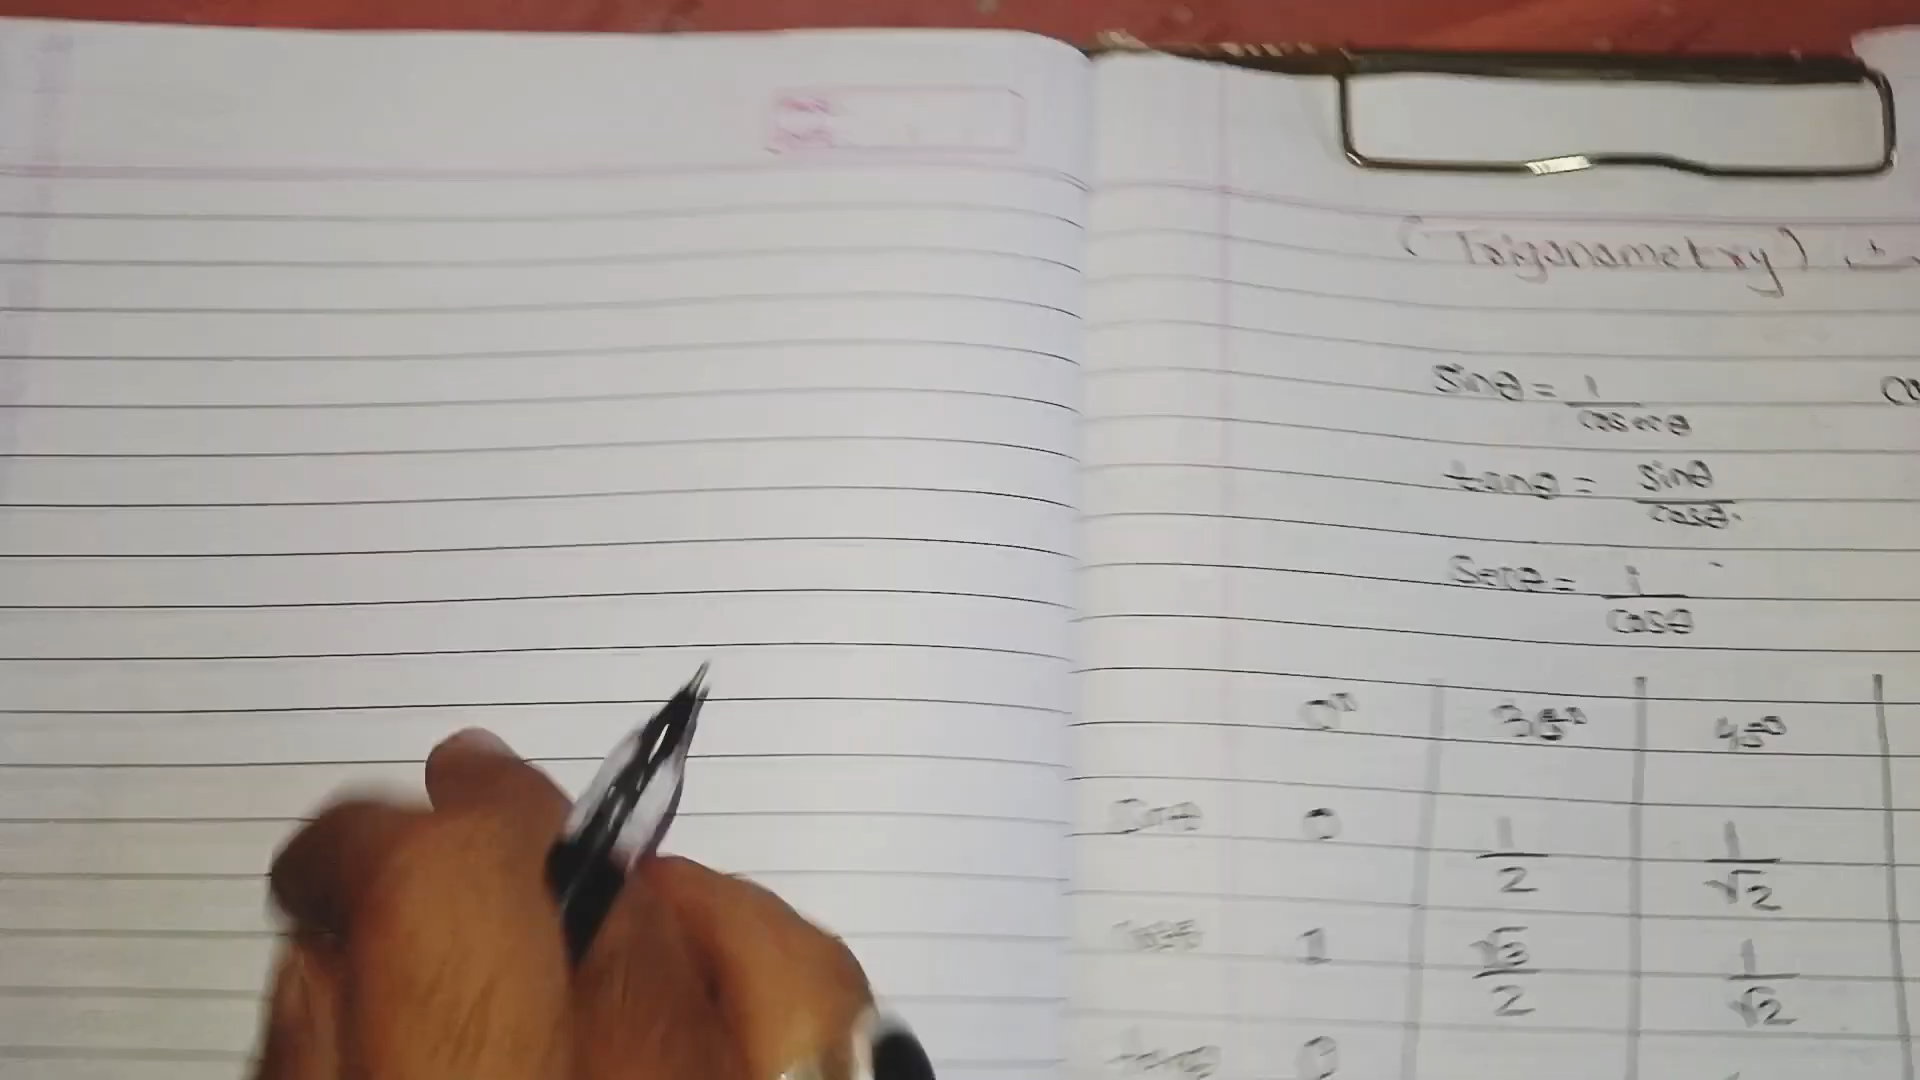 (Trigonometry)
sinθ = 1/cosecθ
tanθ = sinθ/cosθ
Secθ = 1/cosθ
0° 30° 45°
Sinθ 0 1/2 1/√2
Cosθ 1 √3/2 1/√2
tanθ 0